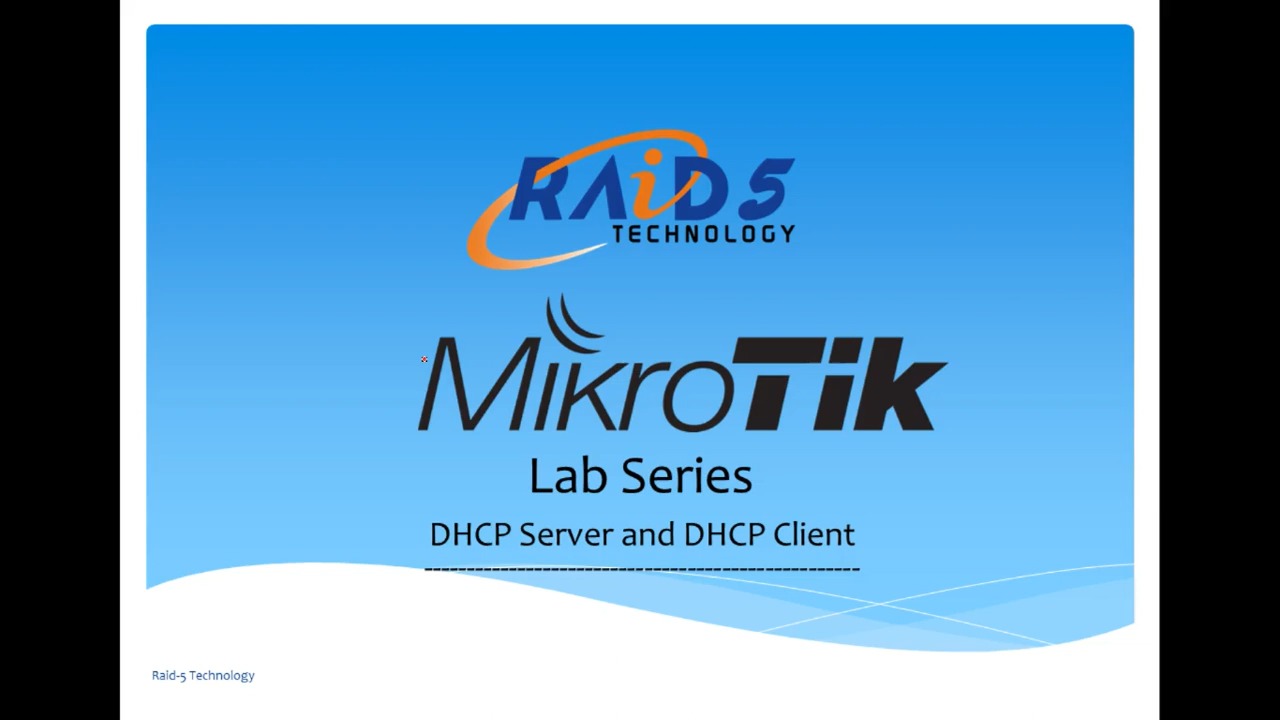 RAiD 5
TECHNOLOGY
MikroTik
Lab Series
DHCP Server and DHCP Client
---------------------------------------------------
Raid-5 Technology